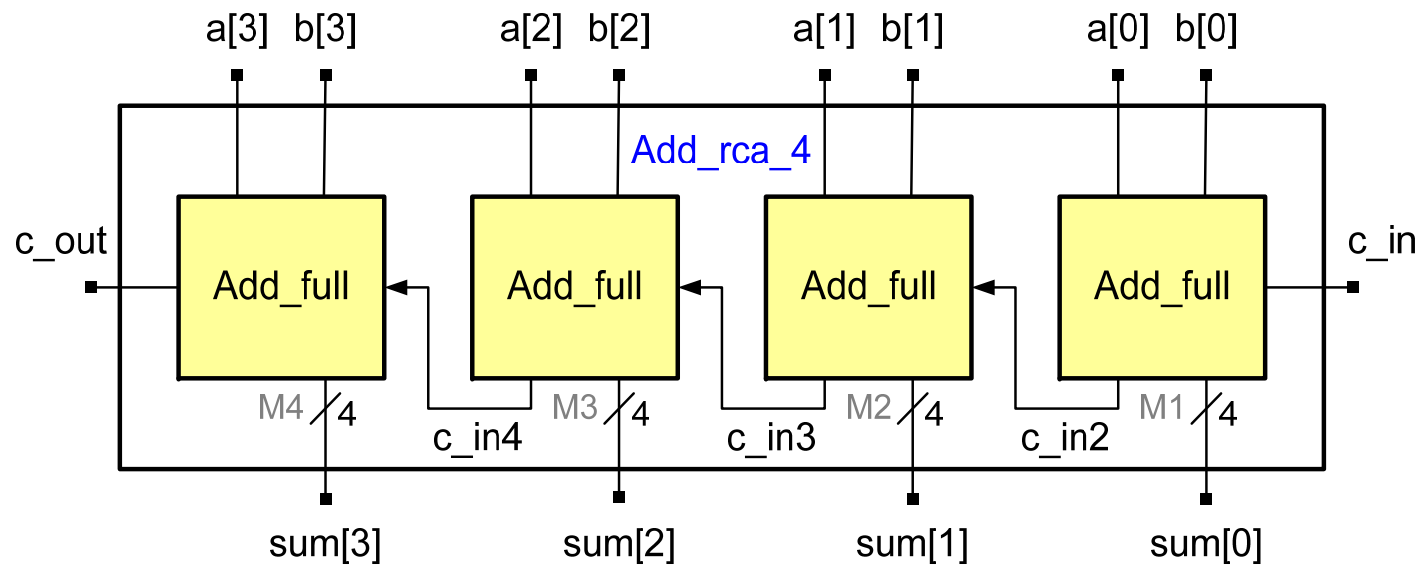 a[3] b[3] a[2] b[2] a[1] b[1] a[0] b[0]
Add_rca_4
c_out c_in
Add_full Add_full Add_full Add_full
M4 4 M3 4 M2 4 M1 4
c_in4 c_in3 c_in2
sum[3] sum[2] sum[1] sum[0]